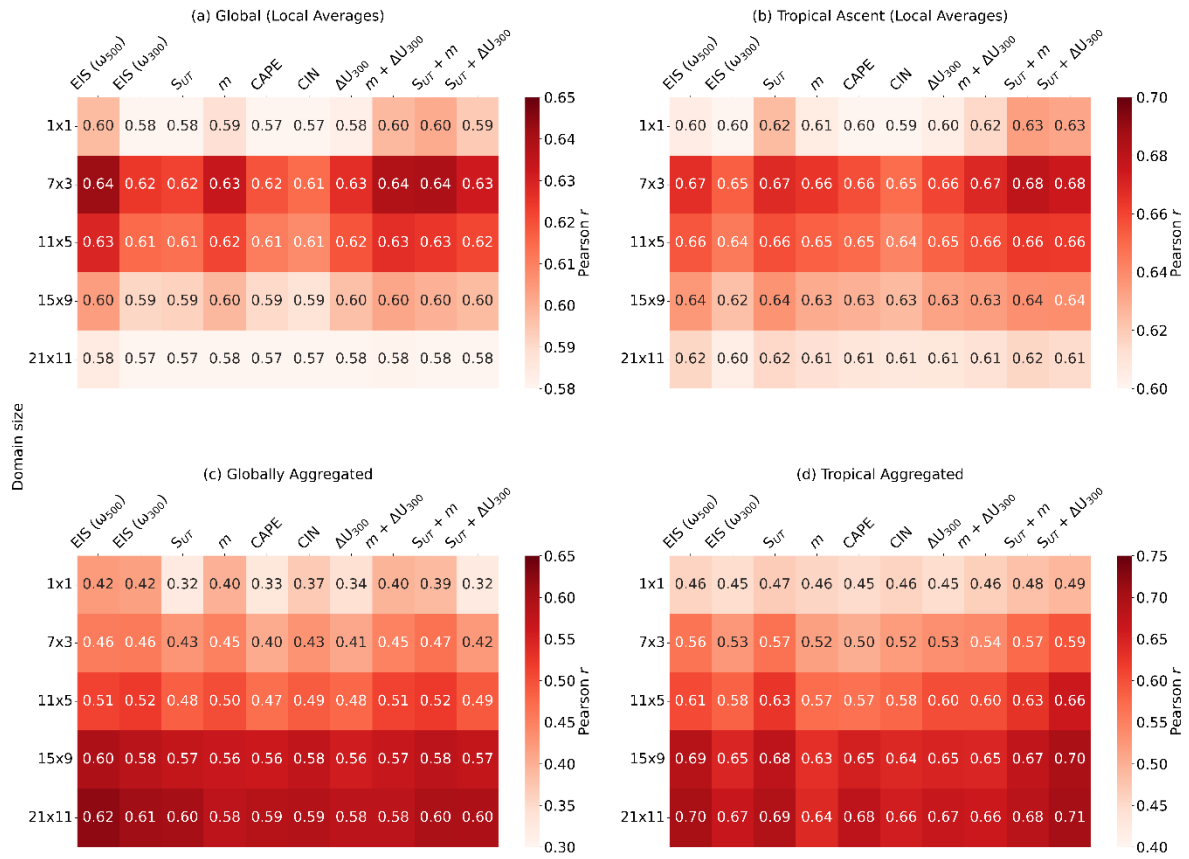 (a) Global (Local Averages)
EIS (ω₅₀₀) EIS (ω₃₀₀) S_UT m CAPE CIN ΔU₃₀₀ m + ΔU₃₀₀ S_UT + m S_UT + ΔU₃₀₀
1x1 0.60 0.58 0.58 0.59 0.57 0.57 0.58 0.60 0.60 0.59
7x3 0.64 0.62 0.62 0.63 0.62 0.61 0.63 0.64 0.64 0.63
11x5 0.63 0.61 0.61 0.62 0.61 0.61 0.62 0.63 0.63 0.62
15x9 0.60 0.59 0.59 0.60 0.59 0.59 0.60 0.60 0.60 0.60
21x11 0.58 0.57 0.57 0.58 0.57 0.57 0.58 0.58 0.58 0.58
0.65
0.64
0.63
0.62
0.61
0.60
0.59
0.58
Pearson r
(b) Tropical Ascent (Local Averages)
EIS (ω₅₀₀) EIS (ω₃₀₀) S_UT m CAPE CIN ΔU₃₀₀ m + ΔU₃₀₀ S_UT + m S_UT + ΔU₃₀₀
1x1 0.60 0.60 0.62 0.61 0.60 0.59 0.60 0.62 0.63 0.63
7x3 0.67 0.65 0.67 0.66 0.66 0.65 0.66 0.67 0.68 0.68
11x5 0.66 0.64 0.66 0.65 0.65 0.64 0.65 0.66 0.66 0.66
15x9 0.64 0.62 0.64 0.63 0.63 0.63 0.63 0.63 0.64 0.64
21x11 0.62 0.60 0.62 0.61 0.61 0.61 0.61 0.61 0.62 0.61
0.70
0.68
0.66
0.64
0.62
0.60
Pearson r
Domain size
(c) Globally Aggregated
EIS (ω₅₀₀) EIS (ω₃₀₀) S_UT m CAPE CIN ΔU₃₀₀ m + ΔU₃₀₀ S_UT + m S_UT + ΔU₃₀₀
1x1 0.42 0.42 0.32 0.40 0.33 0.37 0.34 0.40 0.39 0.32
7x3 0.46 0.46 0.43 0.45 0.40 0.43 0.41 0.45 0.47 0.42
11x5 0.51 0.52 0.48 0.50 0.47 0.49 0.48 0.51 0.52 0.49
15x9 0.60 0.58 0.57 0.56 0.56 0.58 0.56 0.57 0.58 0.57
21x11 0.62 0.61 0.60 0.58 0.59 0.59 0.58 0.58 0.60 0.60
0.65
0.60
0.55
0.50
0.45
0.40
0.35
0.30
Pearson r
(d) Tropical Aggregated
EIS (ω₅₀₀) EIS (ω₃₀₀) S_UT m CAPE CIN ΔU₃₀₀ m + ΔU₃₀₀ S_UT + m S_UT + ΔU₃₀₀
1x1 0.46 0.45 0.47 0.46 0.45 0.46 0.45 0.46 0.48 0.49
7x3 0.56 0.53 0.57 0.52 0.50 0.52 0.53 0.54 0.57 0.59
11x5 0.61 0.58 0.63 0.57 0.57 0.58 0.60 0.60 0.63 0.66
15x9 0.69 0.65 0.68 0.63 0.65 0.64 0.65 0.65 0.67 0.70
21x11 0.70 0.67 0.69 0.64 0.68 0.66 0.67 0.66 0.68 0.71
0.75
0.70
0.65
0.60
0.55
0.50
0.45
0.40
Pearson r